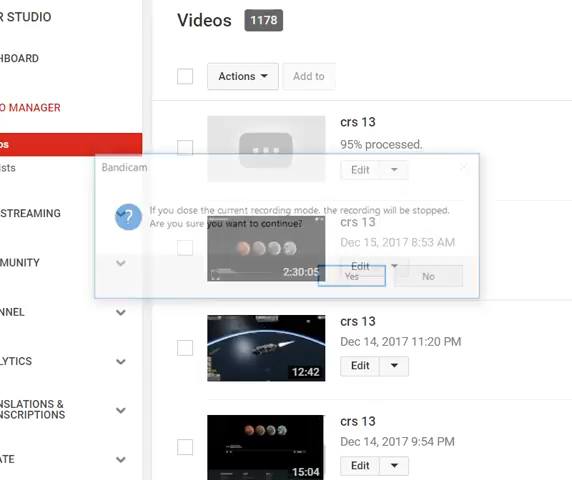 R STUDIO
Videos 1178
HBOARD
Actions Add to
O MANAGER
crs 13
os
95% processed.
Bandicam
ists
Edit
If you close the current recording mode, the recording will be stopped.
Are you sure you want to continue?
STREAMING
crs 13
Dec 15, 2017 8:53 AM
MUNITY
Edit
2:30:05
Yes
No
NNEL
crs 13
Dec 14, 2017 11:20 PM
LYTICS
Edit
12:42
NSLATIONS &
NSCRIPTIONS
crs 13
Dec 14, 2017 9:54 PM
ATE
Edit
15:04